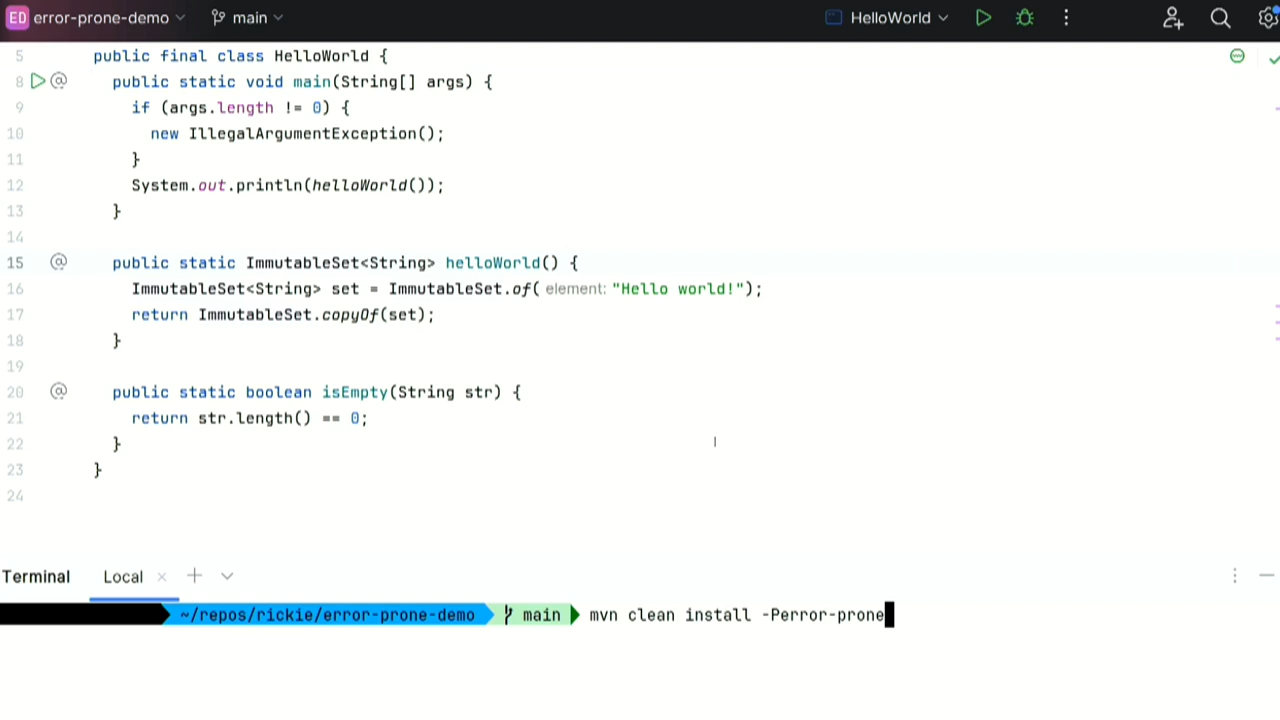 ED error-prone-demo main HelloWorld
5 public final class HelloWorld {
8 public static void main(String[] args) {
9 if (args.length != 0) {
10 new IllegalArgumentException();
11 }
12 System.out.println(helloWorld());
13 }
14
15 public static ImmutableSet<String> helloWorld() {
16 ImmutableSet<String> set = ImmutableSet.of( element: "Hello world!");
17 return ImmutableSet.copyOf(set);
18 }
19
20 public static boolean isEmpty(String str) {
21 return str.length() == 0;
22 }
23 }
24
Terminal Local
~/repos/rickie/error-prone-demo main mvn clean install -Perror-prone